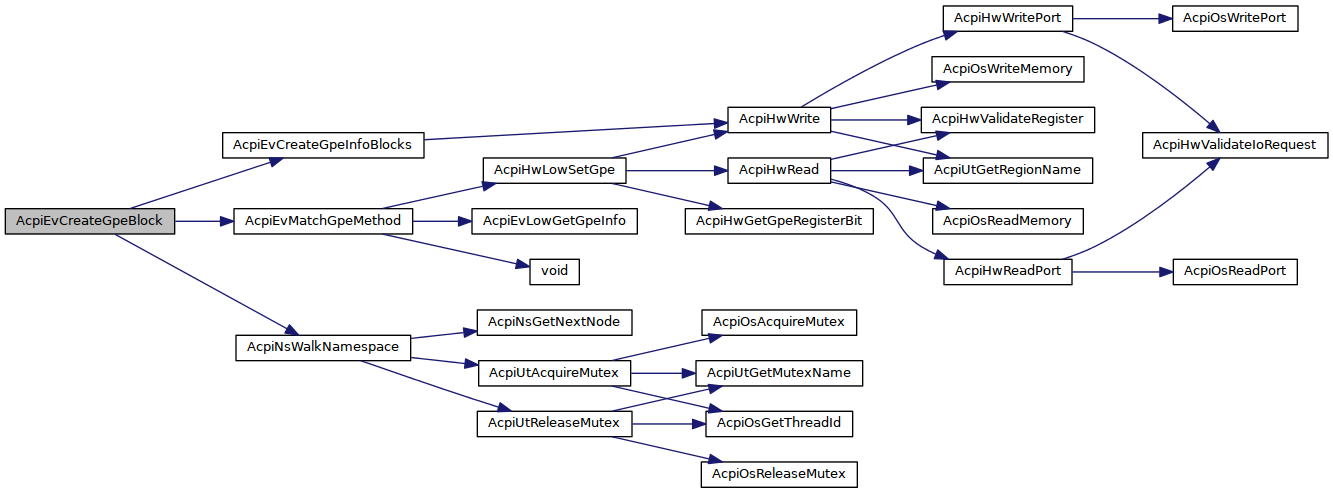 AcpiHwWritePort
AcpiOsWritePort
AcpiOsWriteMemory
AcpiHwWrite
AcpiHwValidateRegister
AcpiEvCreateGpeInfoBlocks
AcpiHwValidateIoRequest
AcpiHwLowSetGpe
AcpiHwRead
AcpiUtGetRegionName
AcpiEvCreateGpeBlock
AcpiEvMatchGpeMethod
AcpiEvLowGetGpeInfo
AcpiHwGetGpeRegisterBit
AcpiOsReadMemory
void
AcpiHwReadPort
AcpiOsReadPort
AcpiNsGetNextNode
AcpiOsAcquireMutex
AcpiNsWalkNamespace
AcpiUtAcquireMutex
AcpiUtGetMutexName
AcpiUtReleaseMutex
AcpiOsGetThreadId
AcpiOsReleaseMutex